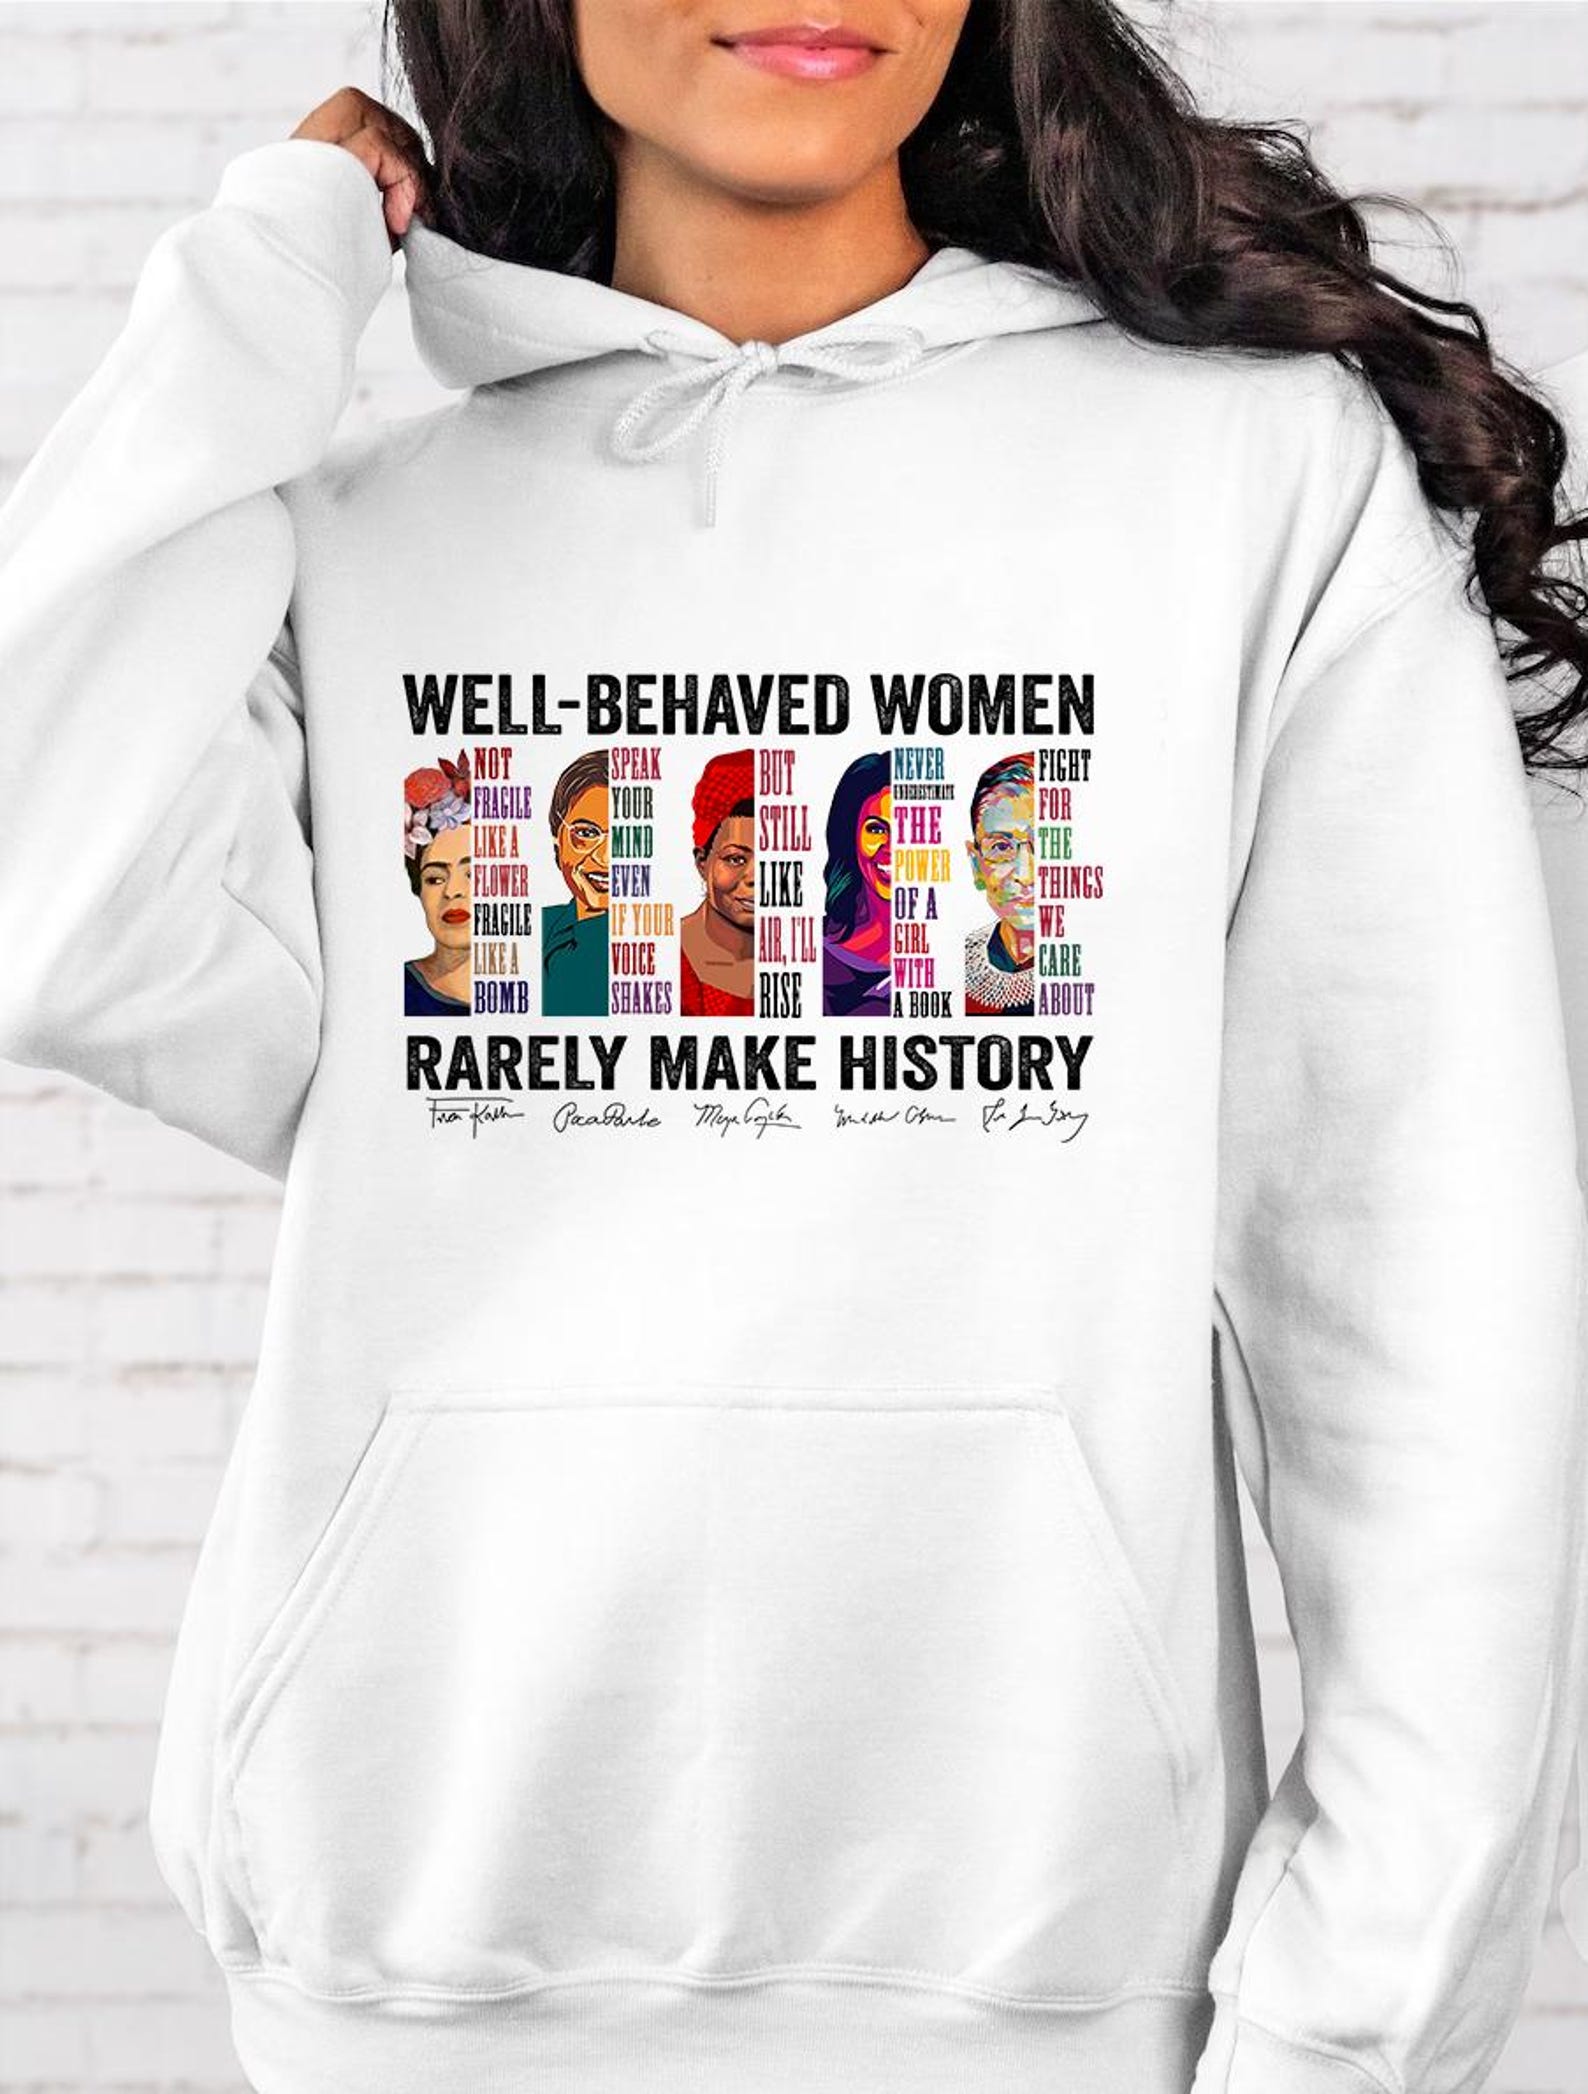 WELL-BEHAVED WOMEN
NOT
FRAGILE
LIKE A
FLOWER
FRAGILE
LIKE A
BOMB
SPEAK
YOUR
MIND
EVEN
IF YOUR
VOICE
SHAKES
BUT
STILL
LIKE
AIR, I'LL
RISE
NEVER
UNDERESTIMATE
THE
POWER
OF A
GIRL
WITH
A BOOK
FIGHT
FOR
THE
THINGS
WE
CARE
ABOUT
RARELY MAKE HISTORY